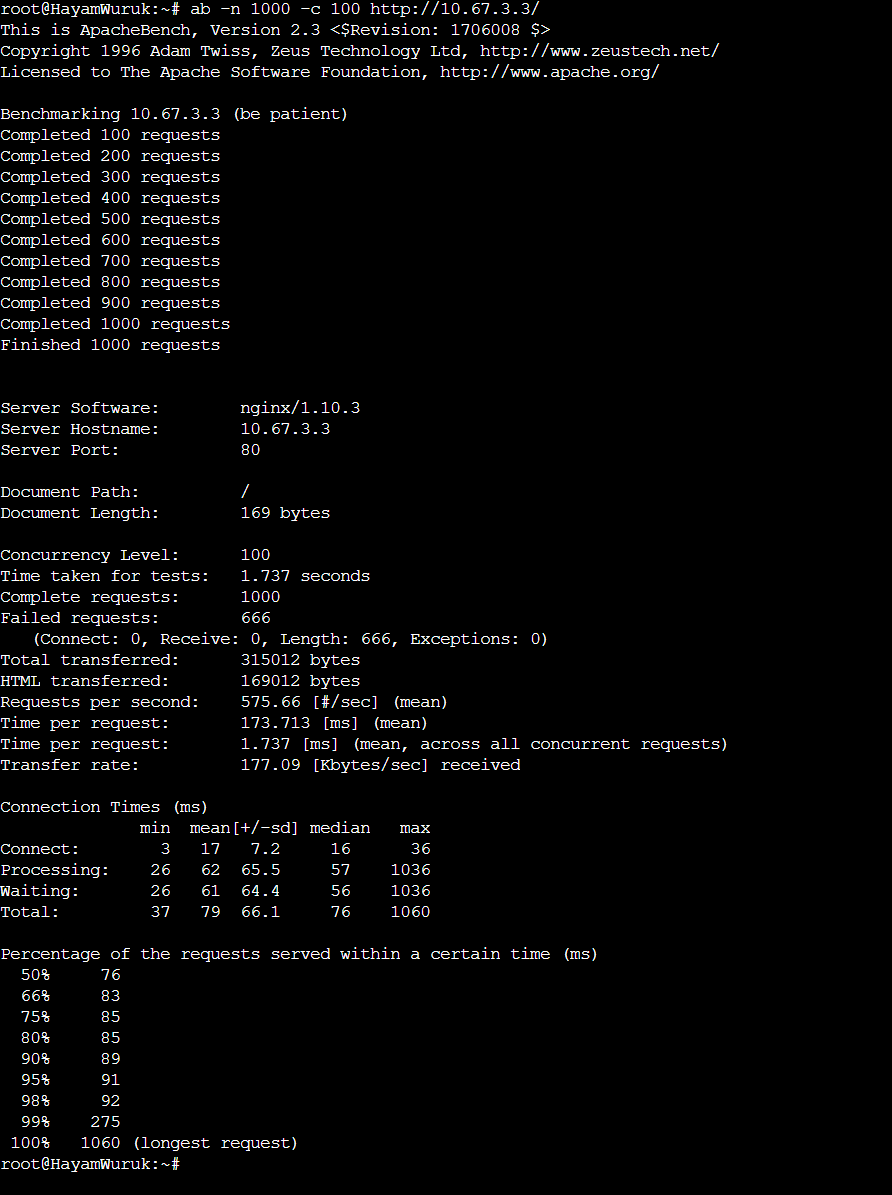 root@HayamWuruk:~# ab -n 1000 -c 100 http://10.67.3.3/
This is ApacheBench, Version 2.3 <$Revision: 1706008 $>
Copyright 1996 Adam Twiss, Zeus Technology Ltd, http://www.zeustech.net/
Licensed to The Apache Software Foundation, http://www.apache.org/

Benchmarking 10.67.3.3 (be patient)
Completed 100 requests
Completed 200 requests
Completed 300 requests
Completed 400 requests
Completed 500 requests
Completed 600 requests
Completed 700 requests
Completed 800 requests
Completed 900 requests
Completed 1000 requests
Finished 1000 requests


Server Software:        nginx/1.10.3
Server Hostname:        10.67.3.3
Server Port:            80

Document Path:          /
Document Length:        169 bytes

Concurrency Level:      100
Time taken for tests:   1.737 seconds
Complete requests:      1000
Failed requests:        666
   (Connect: 0, Receive: 0, Length: 666, Exceptions: 0)
Total transferred:      315012 bytes
HTML transferred:       169012 bytes
Requests per second:    575.66 [#/sec] (mean)
Time per request:       173.713 [ms] (mean)
Time per request:       1.737 [ms] (mean, across all concurrent requests)
Transfer rate:          177.09 [Kbytes/sec] received

Connection Times (ms)
              min  mean[+/-sd] median   max
Connect:        3   17   7.2     16      36
Processing:    26   62  65.5     57    1036
Waiting:       26   61  64.4     56    1036
Total:         37   79  66.1     76    1060

Percentage of the requests served within a certain time (ms)
  50%     76
  66%     83
  75%     85
  80%     85
  90%     89
  95%     91
  98%     92
  99%    275
 100%   1060 (longest request)
root@HayamWuruk:~#